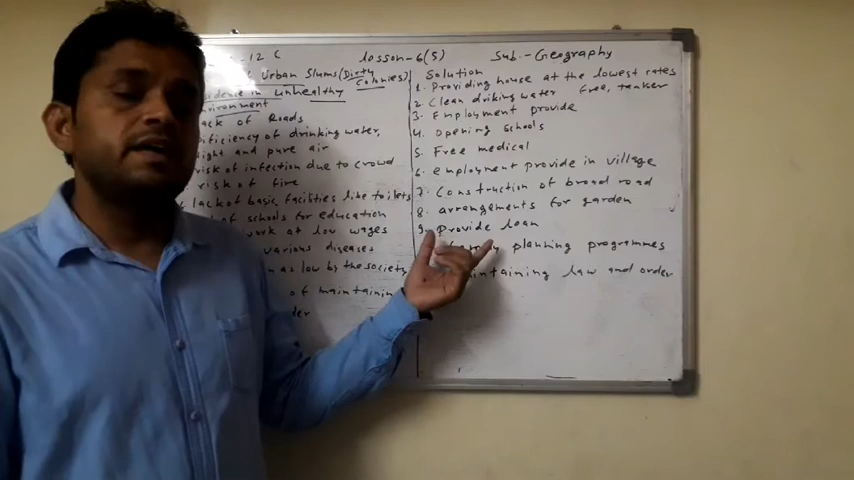 12 C lesson-6(5) Sub.-Geography
Urban Slums (Dirty Colonies)
in unhealthy
environment
lack of Roads
deficiency of drinking water,
light and pure air
risk of infection due to crowd
risk of fire
lack of basic facilities like toilets
of schools for education
work at low wages
various diseases
as low by the society
of maintaining
Solution
1. Providing house at the lowest rates
2 Clean driking water Free, tanker
3. Employment provide
4. Opening schools
5. Free medical
6. employment provide in village
7. Construction of broad road
8. arrangements for garden
9. provide loan
family planning programmes
maintaining law and order